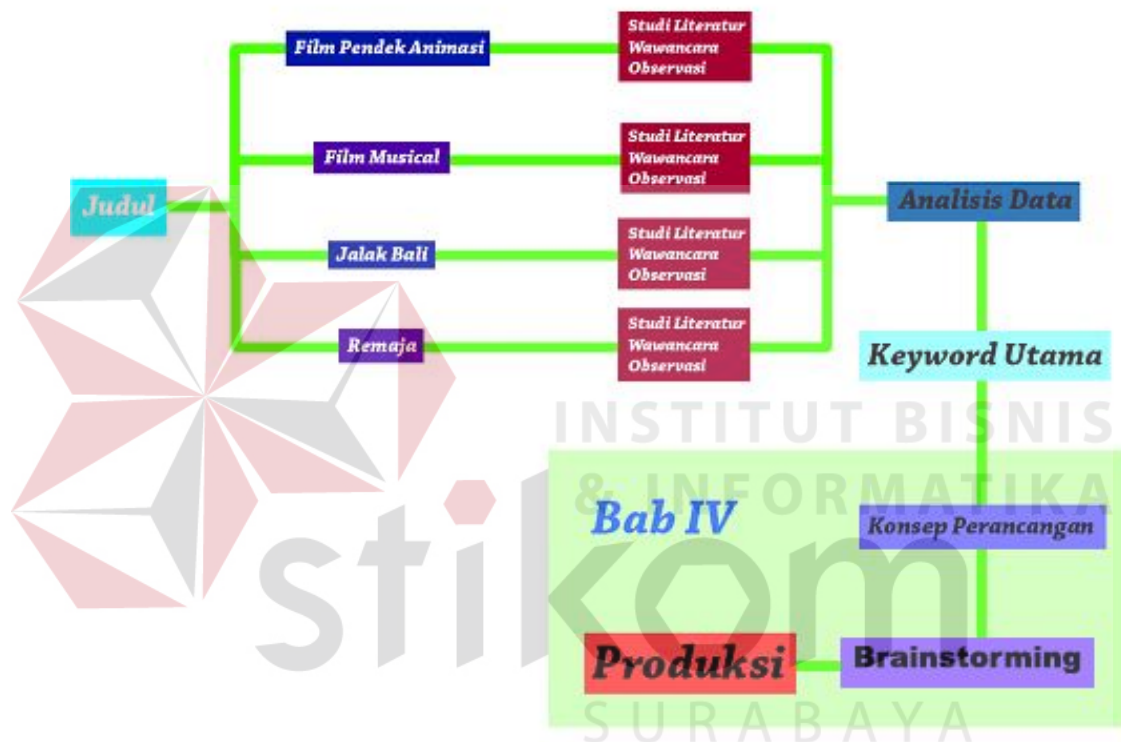 Film Pendek Animasi
Studi Literatur
Wawancara
Observasi
Film Musical
Studi Literatur
Wawancara
Observasi
Judul
Analisis Data
Jalak Bali
Studi Literatur
Wawancara
Observasi
Remaja
Studi Literatur
Wawancara
Observasi
Keyword Utama
INSTITUT BISNIS
& INFORMATIKA
Bab IV
Konsep Perancangan
stikom
Produksi
Brainstorming
SURABAYA